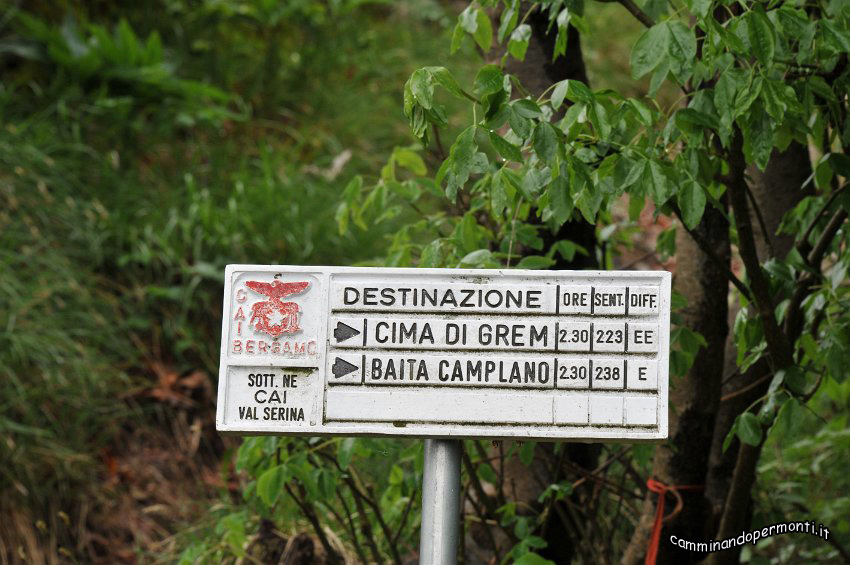 CAI
BERGAMO
SOTT. NE
CAI
VAL SERINA
DESTINAZIONE ORE SENT. DIFF.
CIMA DI GREM 2.30 223 EE
BAITA CAMPLANO 2.30 238 E
camminandopermonti.it